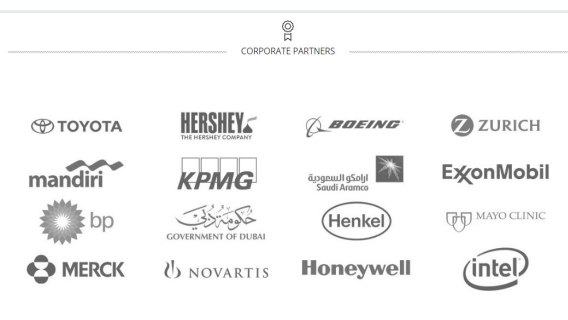 CORPORATE PARTNERS
TOYOTA
HERSHEY
THE HERSHEY COMPANY
BOEING
ZURICH
mandiri
KPMG
أرامكو السعودية
Saudi Aramco
ExxonMobil
bp
حكومة دبي
GOVERNMENT OF DUBAI
Henkel
MAYO CLINIC
MERCK
NOVARTIS
Honeywell
intel